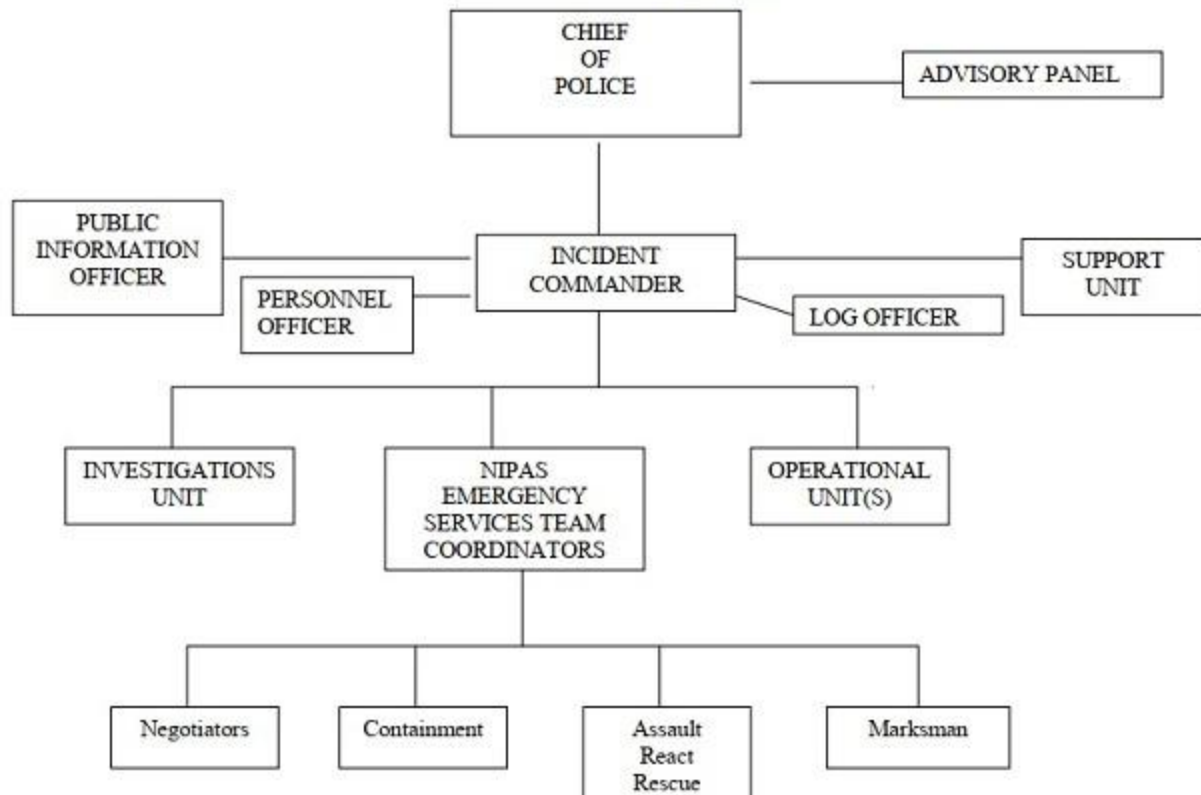 CHIEF
OF
POLICE
ADVISORY PANEL
PUBLIC
INFORMATION
OFFICER
INCIDENT
COMMANDER
SUPPORT
UNIT
PERSONNEL
OFFICER
LOG OFFICER
INVESTIGATIONS
UNIT
NIPAS
EMERGENCY
SERVICES TEAM
COORDINATORS
OPERATIONAL
UNIT(S)
Negotiators
Containment
Assault
React
Rescue
Marksman